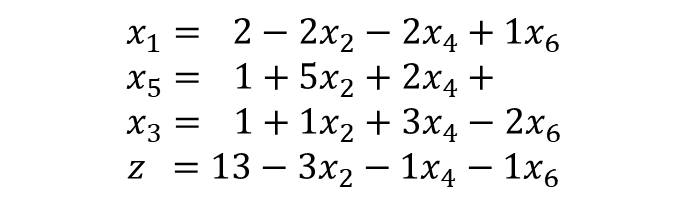 x₁ = 2 − 2x₂ − 2x₄ + 1x₆
x₅ = 1 + 5x₂ + 2x₄ +
x₃ = 1 + 1x₂ + 3x₄ − 2x₆
z = 13 − 3x₂ − 1x₄ − 1x₆